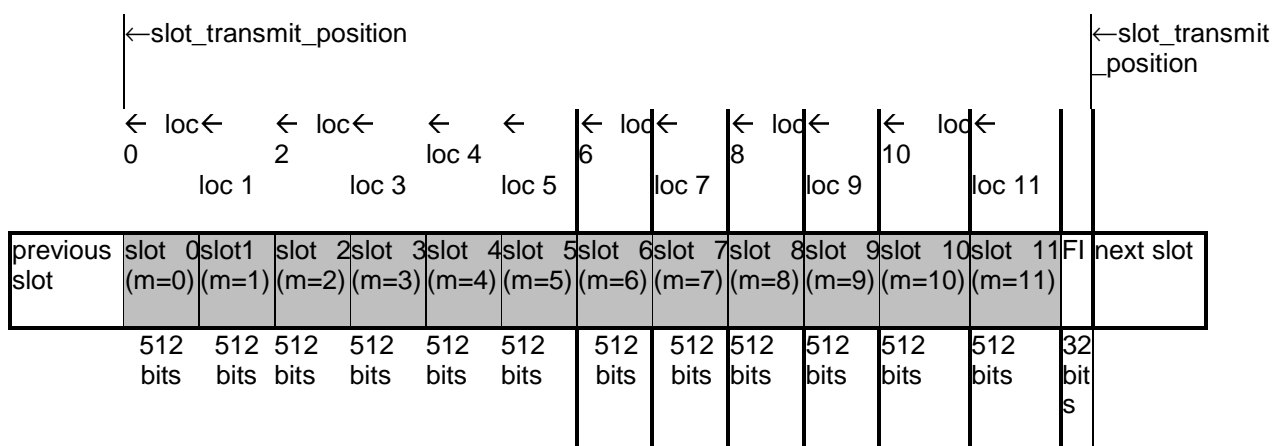 ←slot_transmit_position ←slot_transmit
_position
← loc← ← loc← ← ← ← loc← ← loc← ← loc←
0 2 loc 4 6 8 10
loc 1 loc 3 loc 5 loc 7 loc 9 loc 11
previous slot 0 slot1 slot 2 slot 3 slot 4 slot 5 slot 6 slot 7 slot 8 slot 9 slot 10 slot 11 FI next slot
slot (m=0) (m=1) (m=2) (m=3) (m=4) (m=5) (m=6) (m=7) (m=8) (m=9) (m=10) (m=11)
512 512 512 512 512 512 512 512 512 512 512 512 32
bits bits bits bits bits bits bits bits bits bits bits bits bit
s